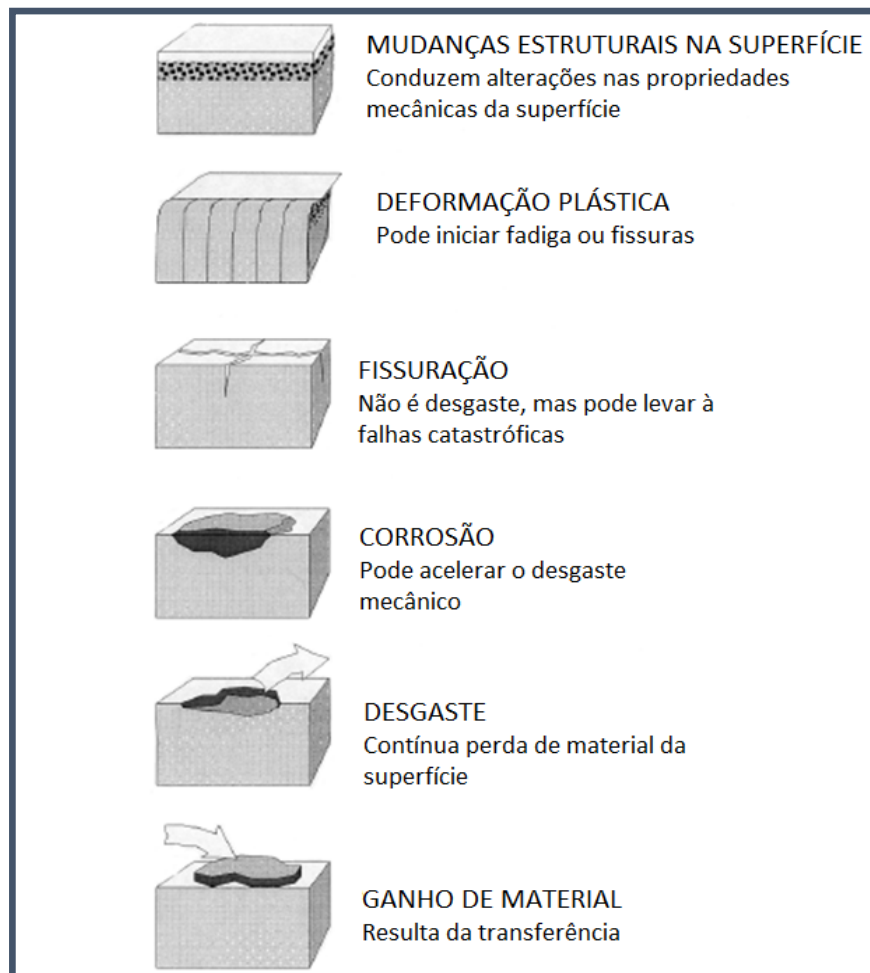 MUDANÇAS ESTRUTURAIS NA SUPERFÍCIE
Conduzem alterações nas propriedades
mecânicas da superfície
DEFORMAÇÃO PLÁSTICA
Pode iniciar fadiga ou fissuras
FISSURAÇÃO
Não é desgaste, mas pode levar à
falhas catastróficas
CORROSÃO
Pode acelerar o desgaste
mecânico
DESGASTE
Contínua perda de material da
superfície
GANHO DE MATERIAL
Resulta da transferência